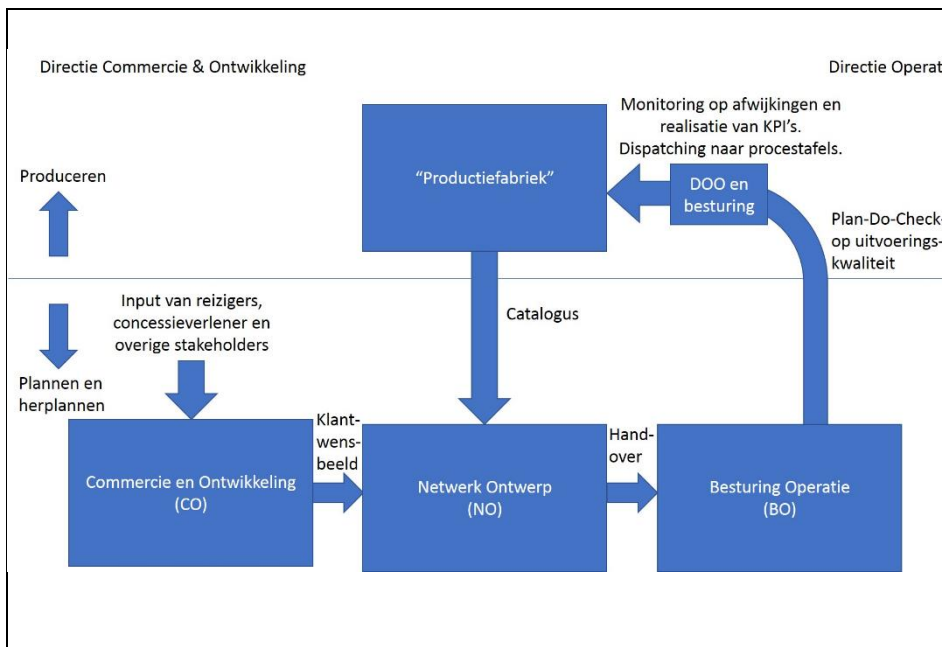 Directie Commercie & Ontwikkeling
Directie Operat
Monitoring op afwijkingen en
realisatie van KPI's.
Dispatching naar procestafels.
“Productiefabriek”
DOO en
besturing
Produceren
Plan-Do-Check-
op uitvoerings-
kwaliteit
Input van reizigers,
concessieverlener en
overige stakeholders
Catalogus
Plannen en
herplannen
Klant-
wens-
beeld
Hand-
over
Commercie en Ontwikkeling
(CO)
Netwerk Ontwerp
(NO)
Besturing Operatie
(BO)